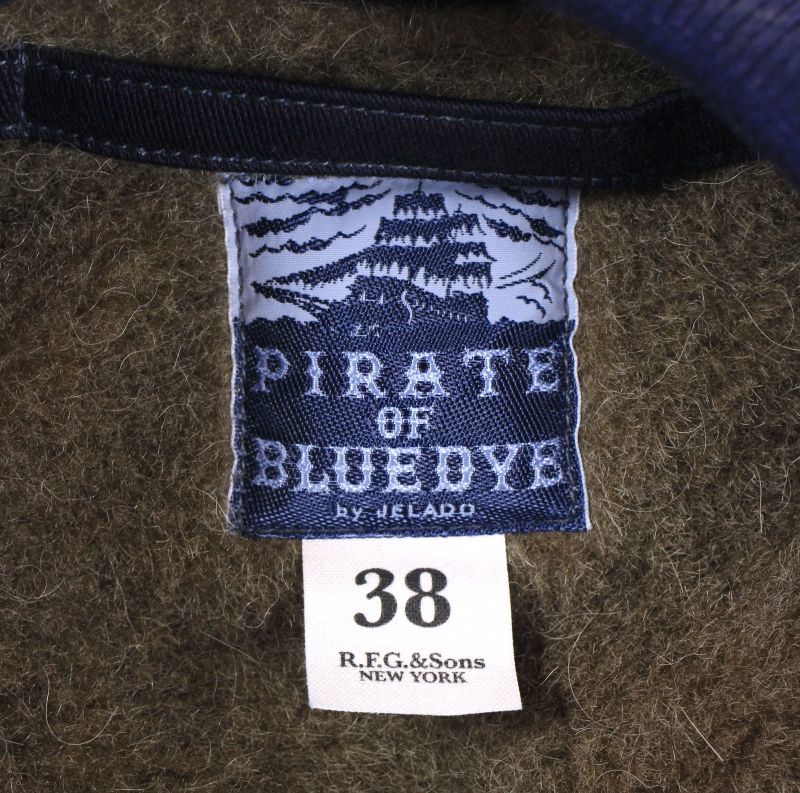 PIRATE
OF
BLUEDYE
by JELADO
38
R.F.G.&Sons
NEW YORK